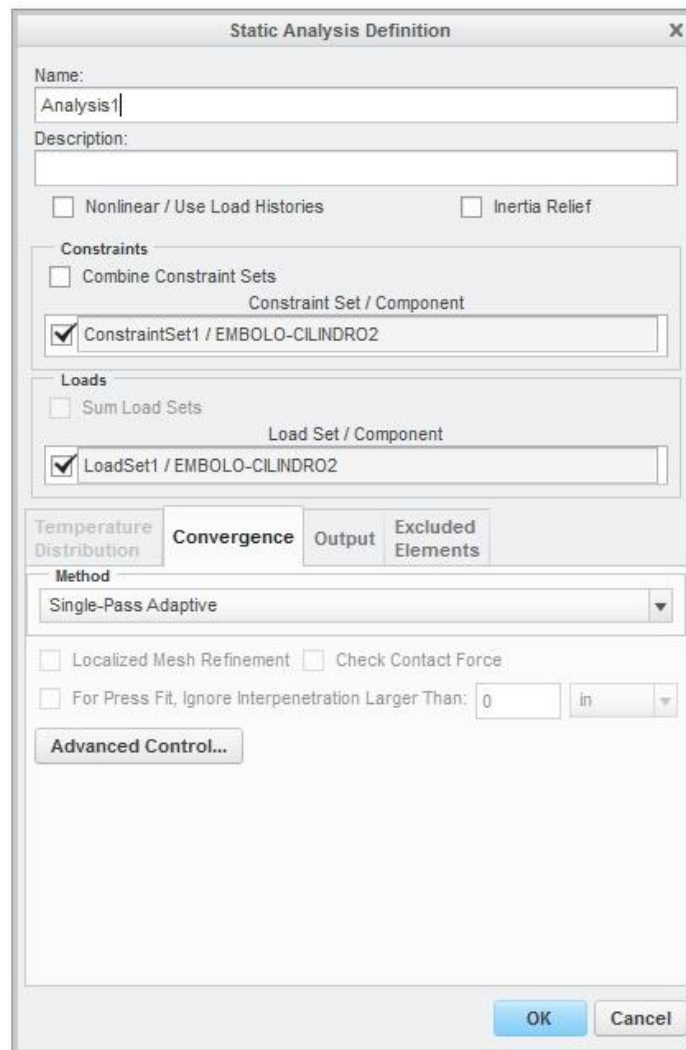 Static Analysis Definition x
Name:
Analysis1
Description:
Nonlinear / Use Load Histories Inertia Relief
Constraints
Combine Constraint Sets
Constraint Set / Component
ConstraintSet1 / EMBOLO-CILINDRO2
Loads
Sum Load Sets
Load Set / Component
LoadSet1 / EMBOLO-CILINDRO2
Temperature Distribution Convergence Output Excluded Elements
Method
Single-Pass Adaptive
Localized Mesh Refinement Check Contact Force
For Press Fit, Ignore Interpenetration Larger Than: 0 in
Advanced Control...
OK Cancel